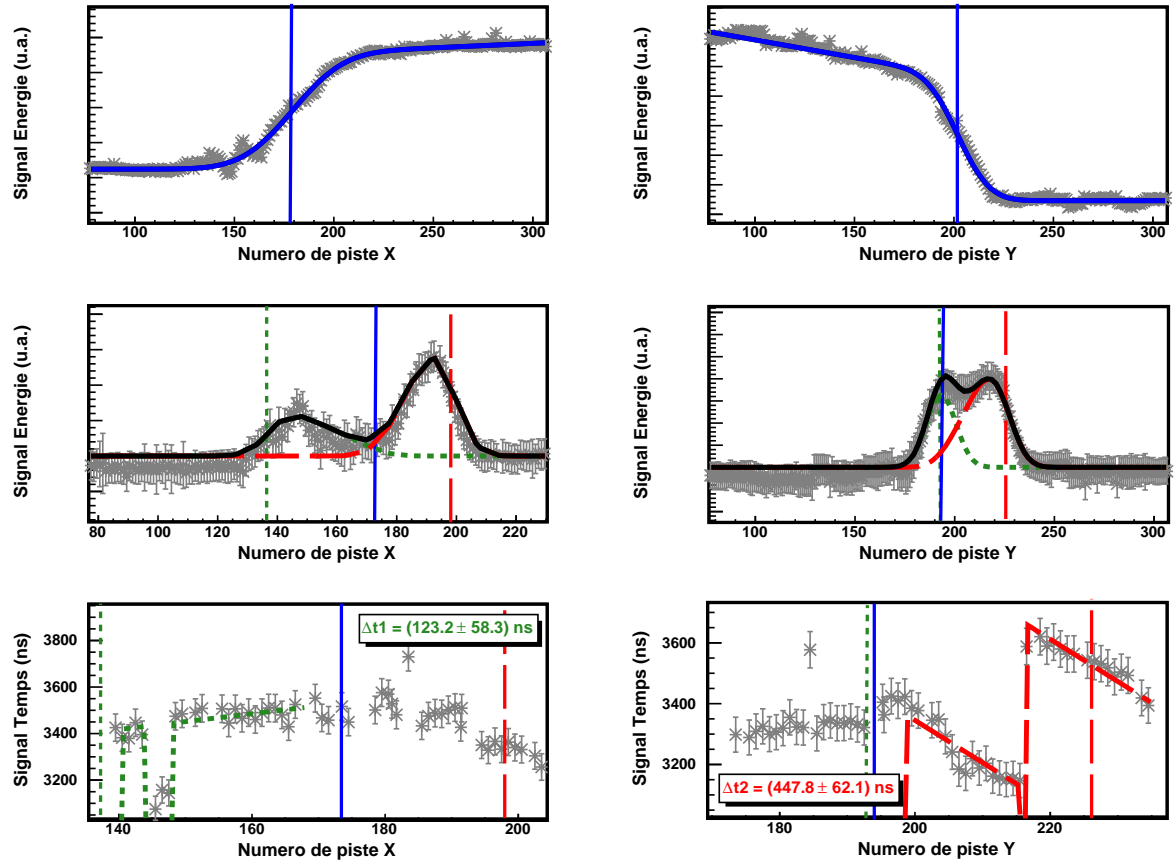 Signal Energie (u.a.)
100 150 200 250 300
Numero de piste X
Signal Energie (u.a.)
100 150 200 250 300
Numero de piste Y
Signal Energie (u.a.)
80 100 120 140 160 180 200 220
Numero de piste X
Signal Energie (u.a.)
100 150 200 250 300
Numero de piste Y
Signal Temps (ns)
3800
3600
3400
3200
Δt1 = (123.2 ± 58.3) ns
140 160 180 200
Numero de piste X
Signal Temps (ns)
3600
3400
3200
Δt2 = (447.8 ± 62.1) ns
180 200 220
Numero de piste Y